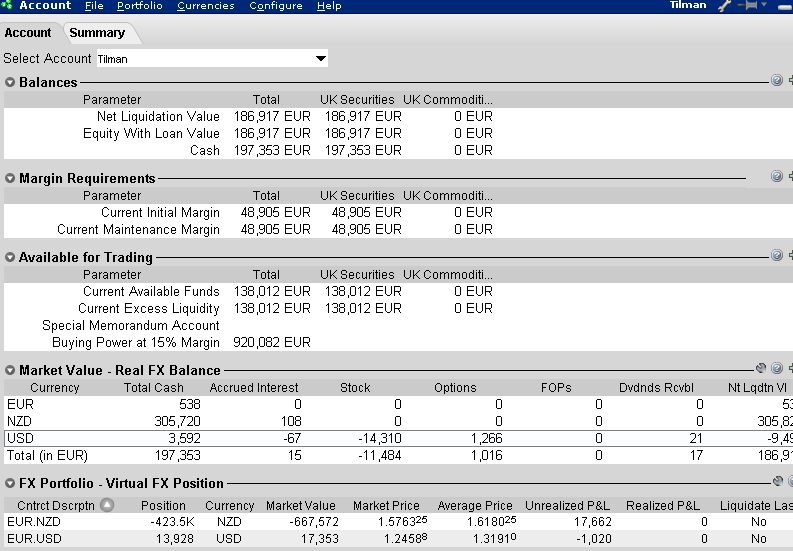 Account File Portfolio Currencies Configure Help Tilman
Account Summary
Select Account Tilman
Balances
Parameter Total UK Securities UK Commoditi...
Net Liquidation Value 186,917 EUR 186,917 EUR 0 EUR
Equity With Loan Value 186,917 EUR 186,917 EUR 0 EUR
Cash 197,353 EUR 197,353 EUR 0 EUR
Margin Requirements
Parameter Total UK Securities UK Commoditi...
Current Initial Margin 48,905 EUR 48,905 EUR 0 EUR
Current Maintenance Margin 48,905 EUR 48,905 EUR 0 EUR
Available for Trading
Parameter Total UK Securities UK Commoditi...
Current Available Funds 138,012 EUR 138,012 EUR 0 EUR
Current Excess Liquidity 138,012 EUR 138,012 EUR 0 EUR
Special Memorandum Account
Buying Power at 15% Margin 920,082 EUR
Market Value - Real FX Balance
Currency Total Cash Accrued Interest Stock Options FOPs Dvdnds Rcvbl Nt Lqdtn Vl
EUR 538 0 0 0 0 0 53
NZD 305,720 108 0 0 0 0 305,82
USD 3,592 -67 -14,310 1,266 0 21 -9,49
Total (in EUR) 197,353 15 -11,484 1,016 0 17 186,91
FX Portfolio - Virtual FX Position
Cntrct Dscrptn Position Currency Market Value Market Price Average Price Unrealized P&L Realized P&L Liquidate Las
EUR.NZD -423.5K NZD -667,572 1.576325 1.618025 17,662 0 No
EUR.USD 13,928 USD 17,353 1.24588 1.31910 -1,020 0 No